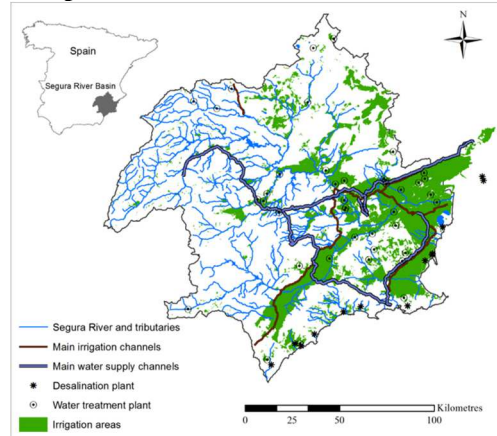 N
Spain
Segura River Basin
Segura River and tributaries
Main irrigation channels
Main water supply channels
Desalination plant
Water treatment plant
Irrigation areas
Kilometres
0 25 50 100